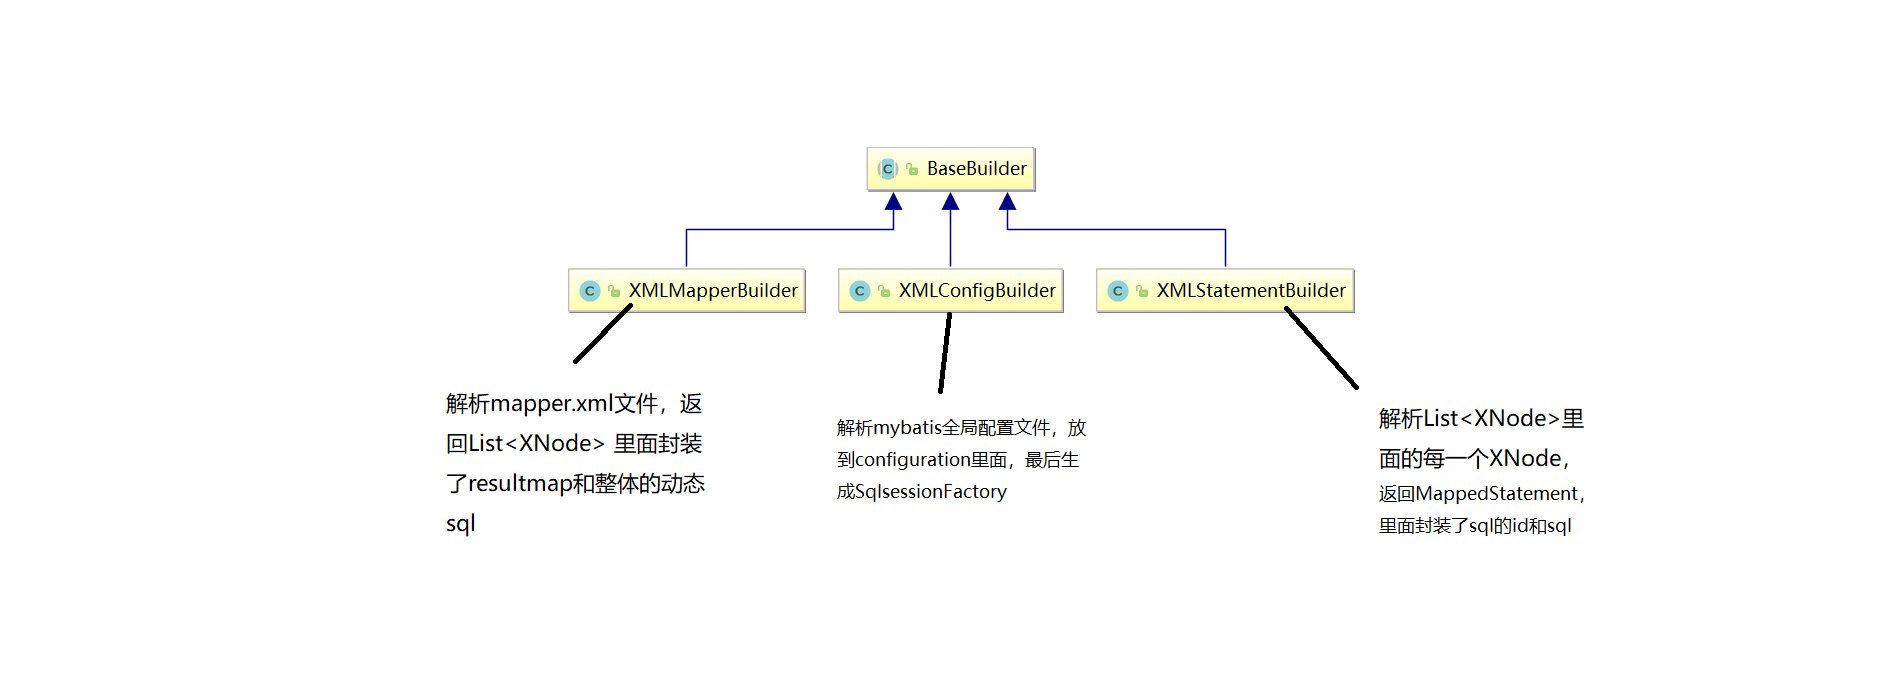 BaseBuilder
XMLMapperBuilder
XMLConfigBuilder
XMLStatementBuilder
解析mapper.xml文件，返
回List<XNode> 里面封装
了resultmap和整体的动态
sql
解析mybatis全局配置文件，放
到configuration里面，最后生
成SqlsessionFactory
解析List<XNode>里
面的每一个XNode，
返回MappedStatement，
里面封装了sql的id和sql